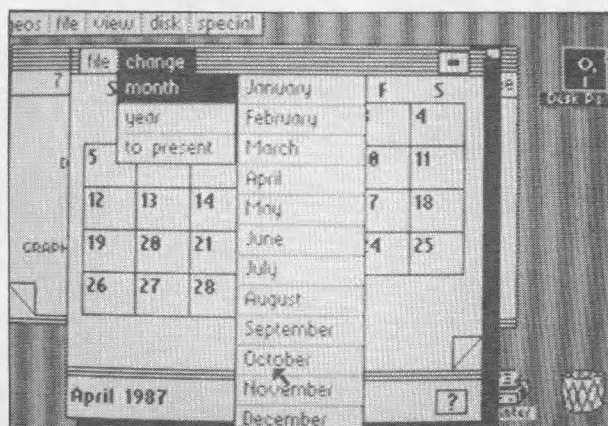 geos file view disk special
file change
7 month January F S
year February 4
to present March
5 11
April
12 13 14 May 7 18
19 20 21 June 24 25
GRAPH
July
26 27 28 August
September
October
April 1987 November ?
December